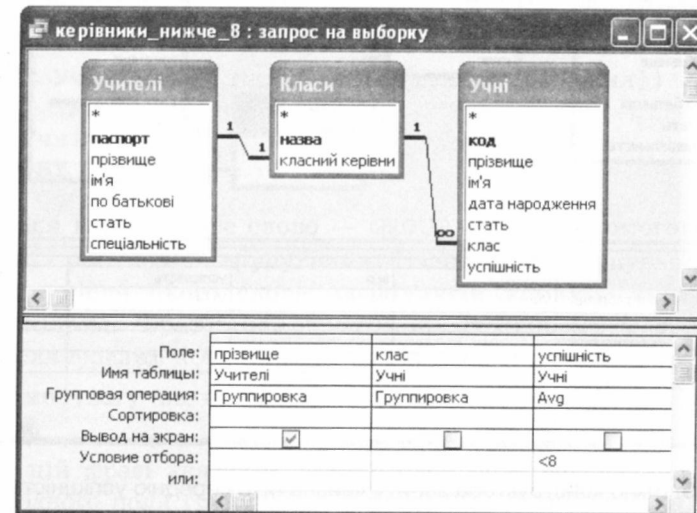 керівники_нижче_8 : запрос на выборку
Учителі
*
паспорт
прізвище
ім'я
по батькові
стать
спеціальність
1
1
Класи
*
назва
класний керівни
1
∞
Учні
*
код
прізвище
ім'я
дата народження
стать
клас
успішність
Поле: прізвище клас успішність
Имя таблицы: Учителі Учні Учні
Групповая операция: Группировка Группировка Avg
Сортировка:
Вывод на экран:
Условие отбора: <8
или: